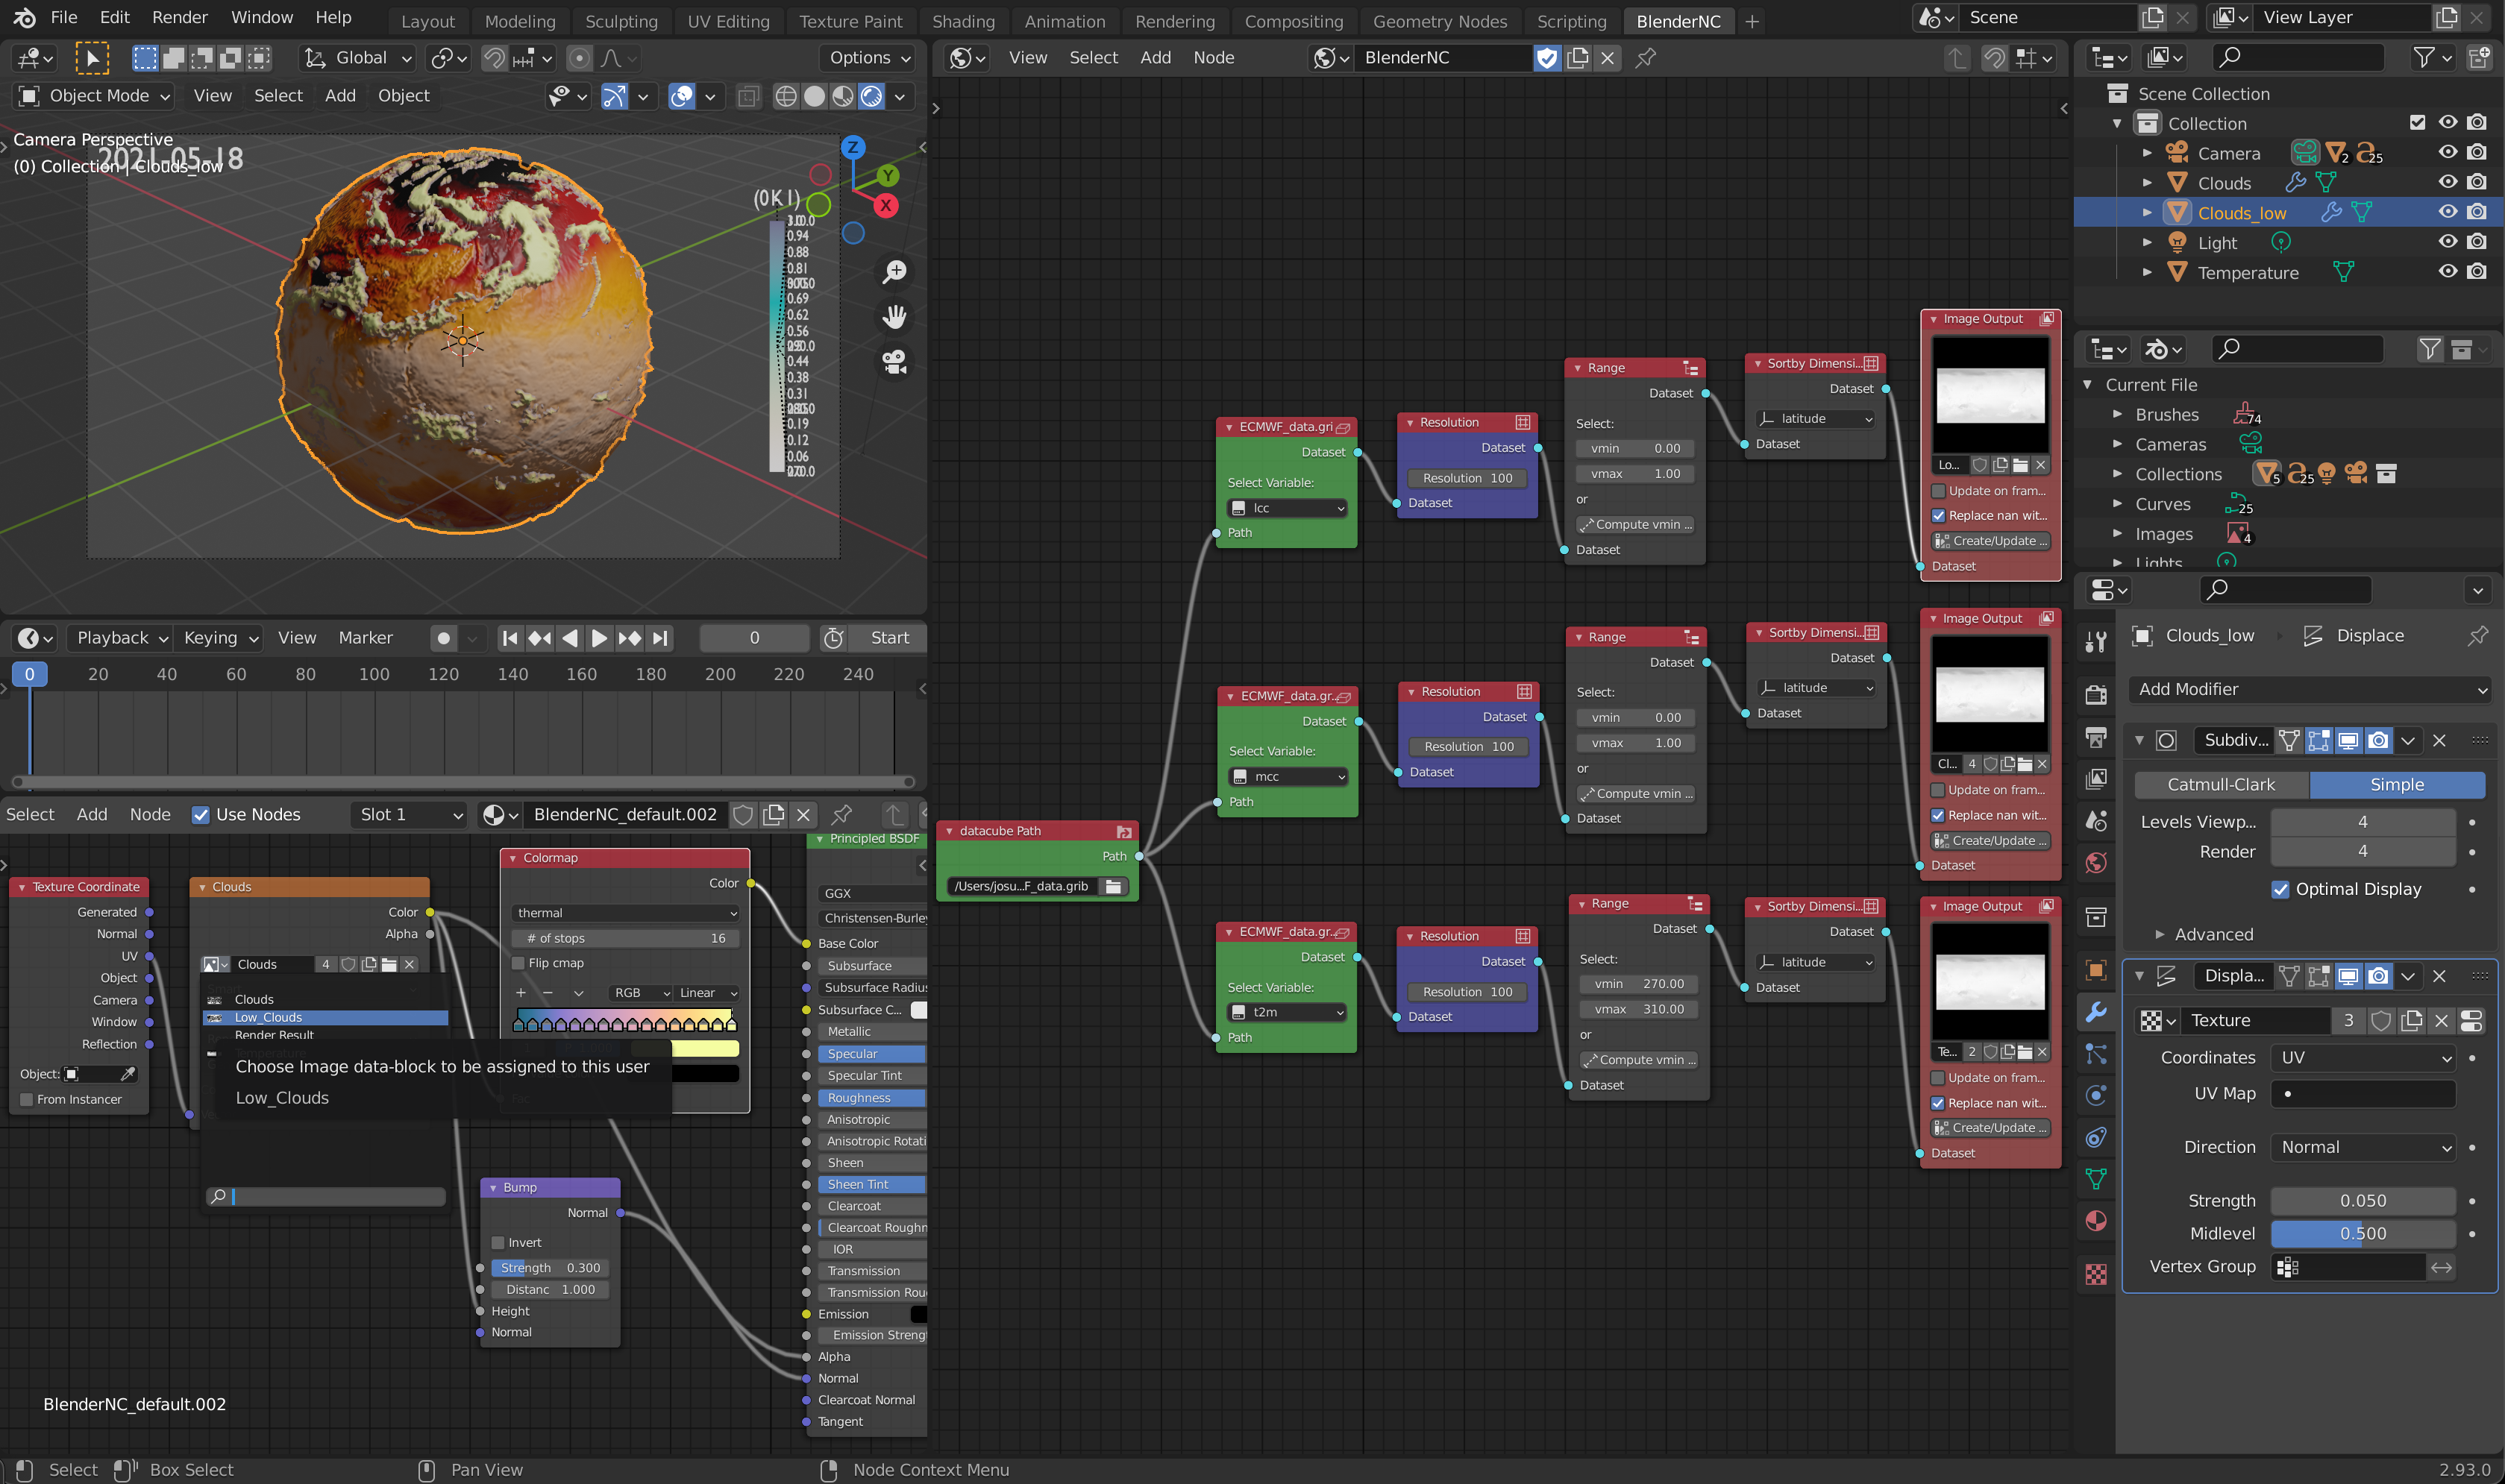 File Edit Render Window Help
Layout Modeling Sculpting UV Editing Texture Paint Shading Animation Rendering Compositing Geometry Nodes Scripting BlenderNC
Scene
View Layer
Global
Options
Object Mode View Select Add Object
Camera Perspective
(0) Collection | Clouds_low
2021-05-18
Z
Y
X
0.94
0.88
0.81
0.69
0.62
0.56
0.44
0.38
0.31
0.19
0.12
0.06
Playback Keying View Marker
0
Start
0 20 40 60 80 100 120 140 160 180 200 220 240
Select Add Node Use Nodes Slot 1 BlenderNC_default.002
Texture Coordinate
Generated
Normal
UV
Object
Camera
Window
Reflection
Object:
From Instancer
Clouds
Color
Alpha
Clouds 4
Clouds
Low_Clouds
Render Result
Choose Image data-block to be assigned to this user
Low_Clouds
Colormap
Color
thermal
# of stops 16
Flip cmap
RGB Linear
Bump
Normal
Invert
Strength 0.300
Distanc 1.000
Height
Normal
Principled BSDF
GGX
Christensen-Burley
Base Color
Subsurface
Subsurface Radius
Subsurface C...
Metallic
Specular
Specular Tint
Roughness
Anisotropic
Anisotropic Rotati
Sheen
Sheen Tint
Clearcoat
Clearcoat Roughn
IOR
Transmission
Transmission Rou
Emission
Emission Strengt
Alpha
Normal
Clearcoat Normal
Tangent
BlenderNC_default.002
View Select Add Node
BlenderNC
datacube Path
Path
/Users/josu...F_data.grib
ECMWF_data.gri
Dataset
Select Variable:
lcc
Path
Resolution
Dataset
Resolution 100
Dataset
Range
Dataset
Select:
vmin 0.00
vmax 1.00
or
Compute vmin ...
Dataset
Sortby Dimensi...
Dataset
latitude
Dataset
Image Output
Lo...
Update on fram...
Replace nan wit...
Create/Update ...
Dataset
ECMWF_data.gr...
Dataset
Select Variable:
mcc
Path
Resolution
Dataset
Resolution 100
Dataset
Range
Dataset
Select:
vmin 0.00
vmax 1.00
or
Compute vmin ...
Dataset
Sortby Dimensi...
Dataset
latitude
Dataset
Image Output
Cl... 4
Update on fram...
Replace nan wit...
Create/Update ...
Dataset
ECMWF_data.gr...
Dataset
Select Variable:
t2m
Path
Resolution
Dataset
Resolution 100
Dataset
Range
Dataset
Select:
vmin 270.00
vmax 310.00
or
Compute vmin ...
Dataset
Sortby Dimensi...
Dataset
latitude
Dataset
Image Output
Te... 2
Update on fram...
Replace nan wit...
Create/Update ...
Dataset
Scene Collection
Collection
Camera 2 25
Clouds
Clouds_low
Light
Temperature
Current File
Brushes 74
Cameras
Collections 5 25
Curves 25
Images 4
Lights
Clouds_low Displace
Add Modifier
Subdiv...
Catmull-Clark Simple
Levels Viewp... 4
Render 4
Optimal Display
Advanced
Displa...
Texture 3
Coordinates UV
UV Map
Direction Normal
Strength 0.050
Midlevel 0.500
Vertex Group
Select Box Select Pan View Node Context Menu
2.93.0